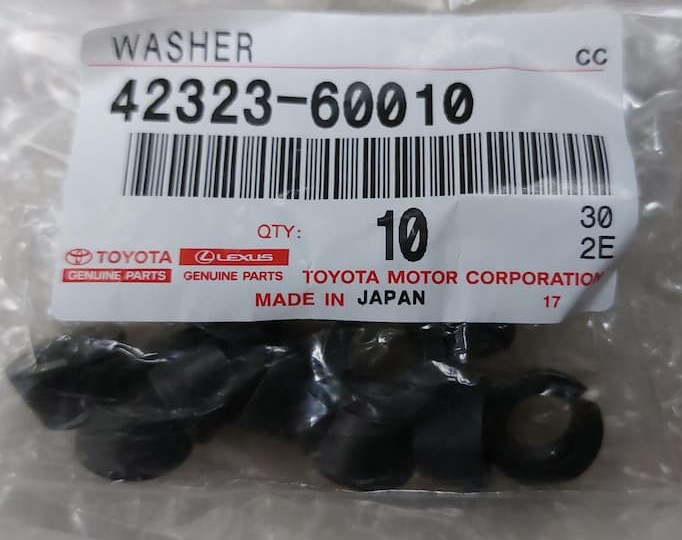 WASHER CC
42323-60010
QTY: 10 30
2E
TOYOTA LEXUS
GENUINE PARTS GENUINE PARTS TOYOTA MOTOR CORPORATION
MADE IN JAPAN 17